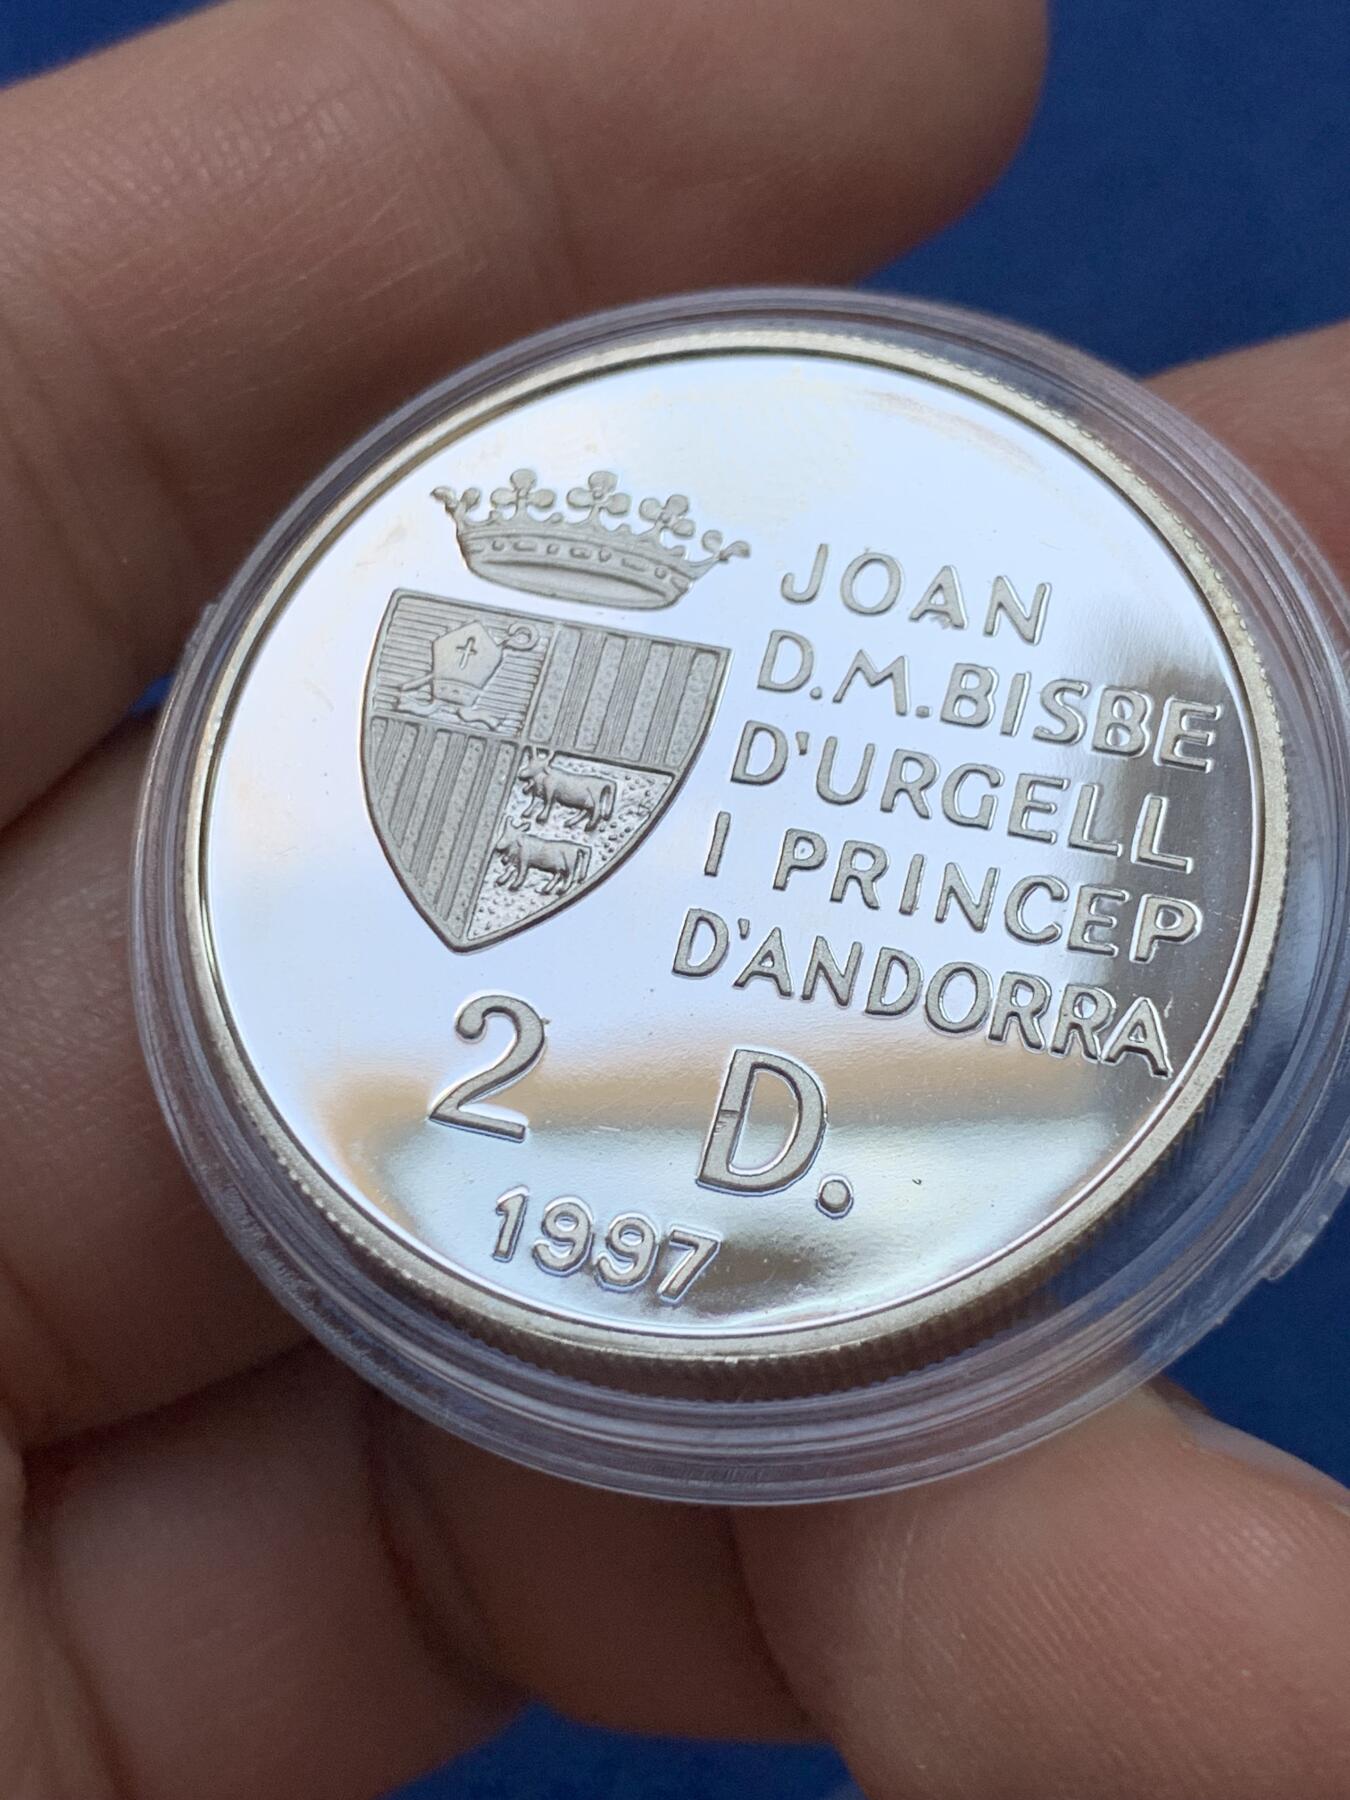 JOAN
D.M.BISBE
D'URGELL
I PRINCEP
D'ANDORRA
2 D.
1997